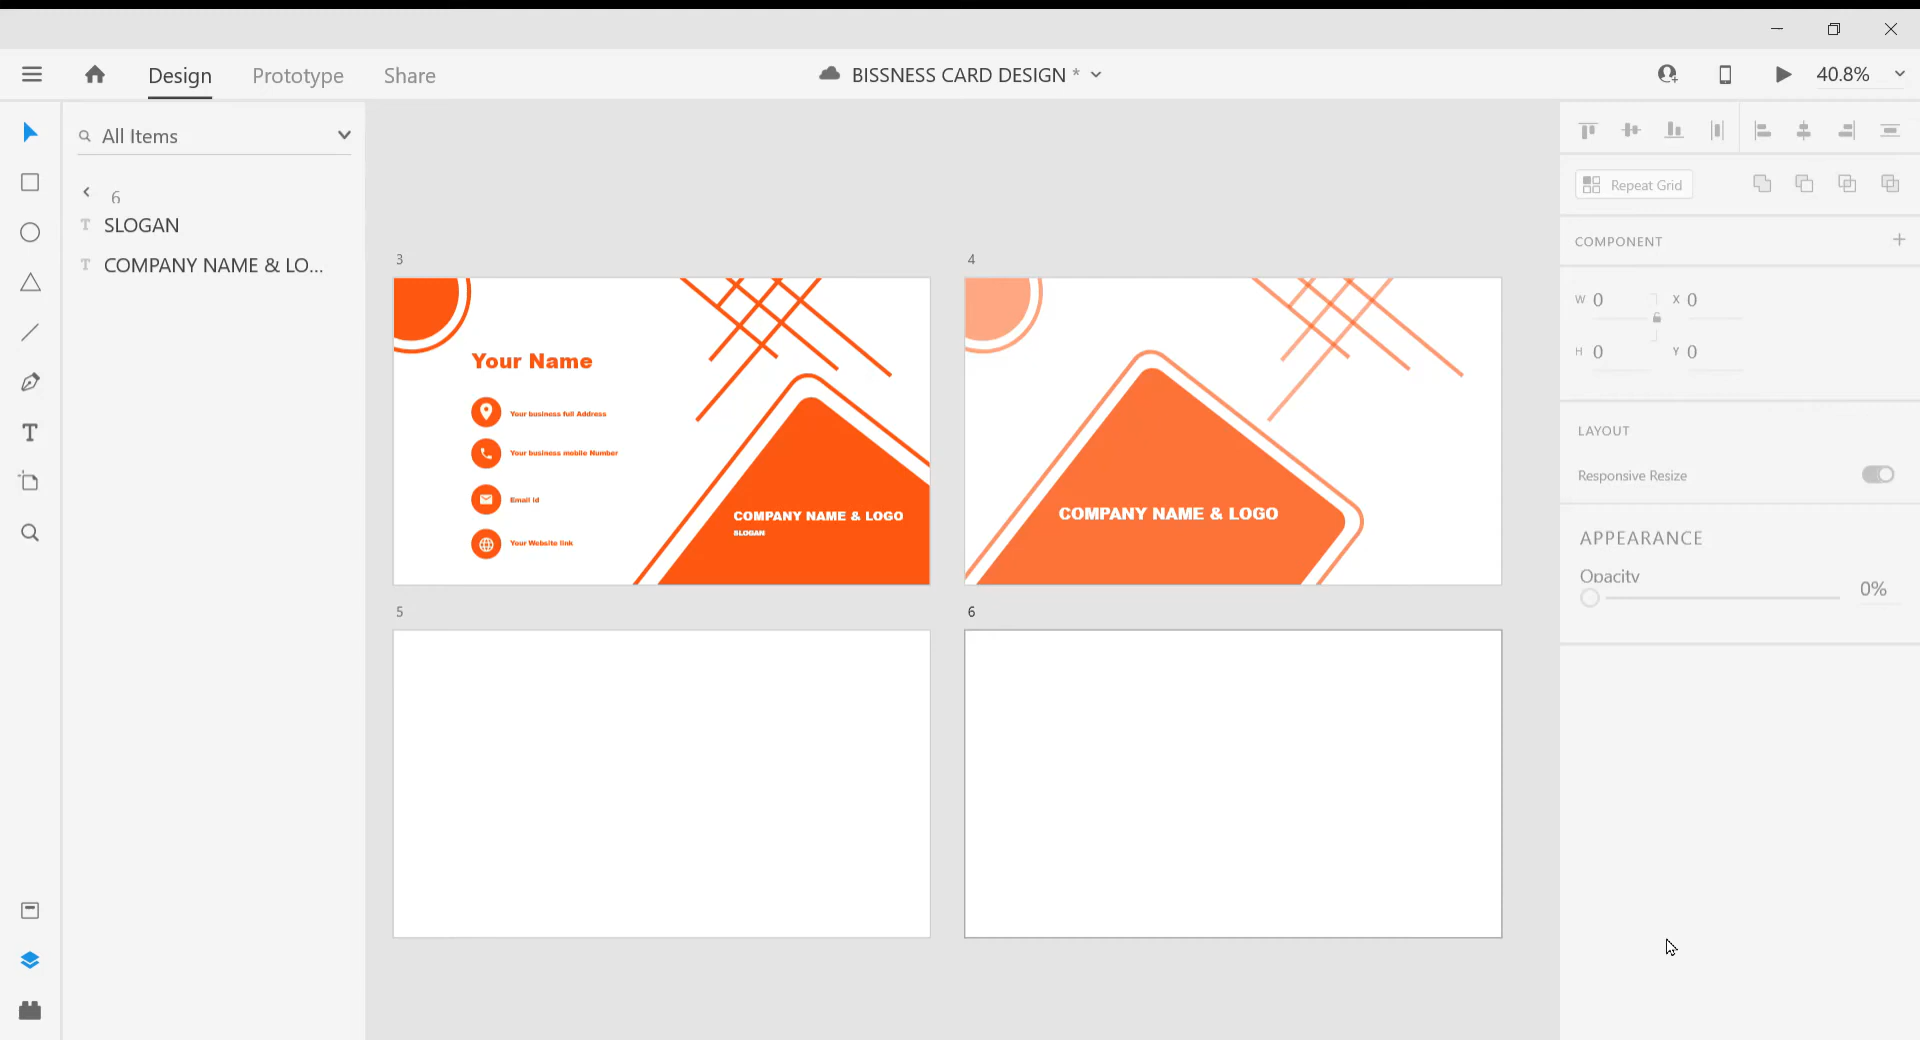 Design
Prototype
Share
BISSNESS CARD DESIGN *
40.8%
All Items
6
SLOGAN
COMPANY NAME & LO...
3
Your Name
Your business full Address
Your business mobile Number
Email id
Your Website link
COMPANY NAME & LOGO
SLOGAN
4
COMPANY NAME & LOGO
5
6
Repeat Grid
COMPONENT
W 0
X 0
H 0
Y 0
LAYOUT
Responsive Resize
APPEARANCE
Opacity
0%